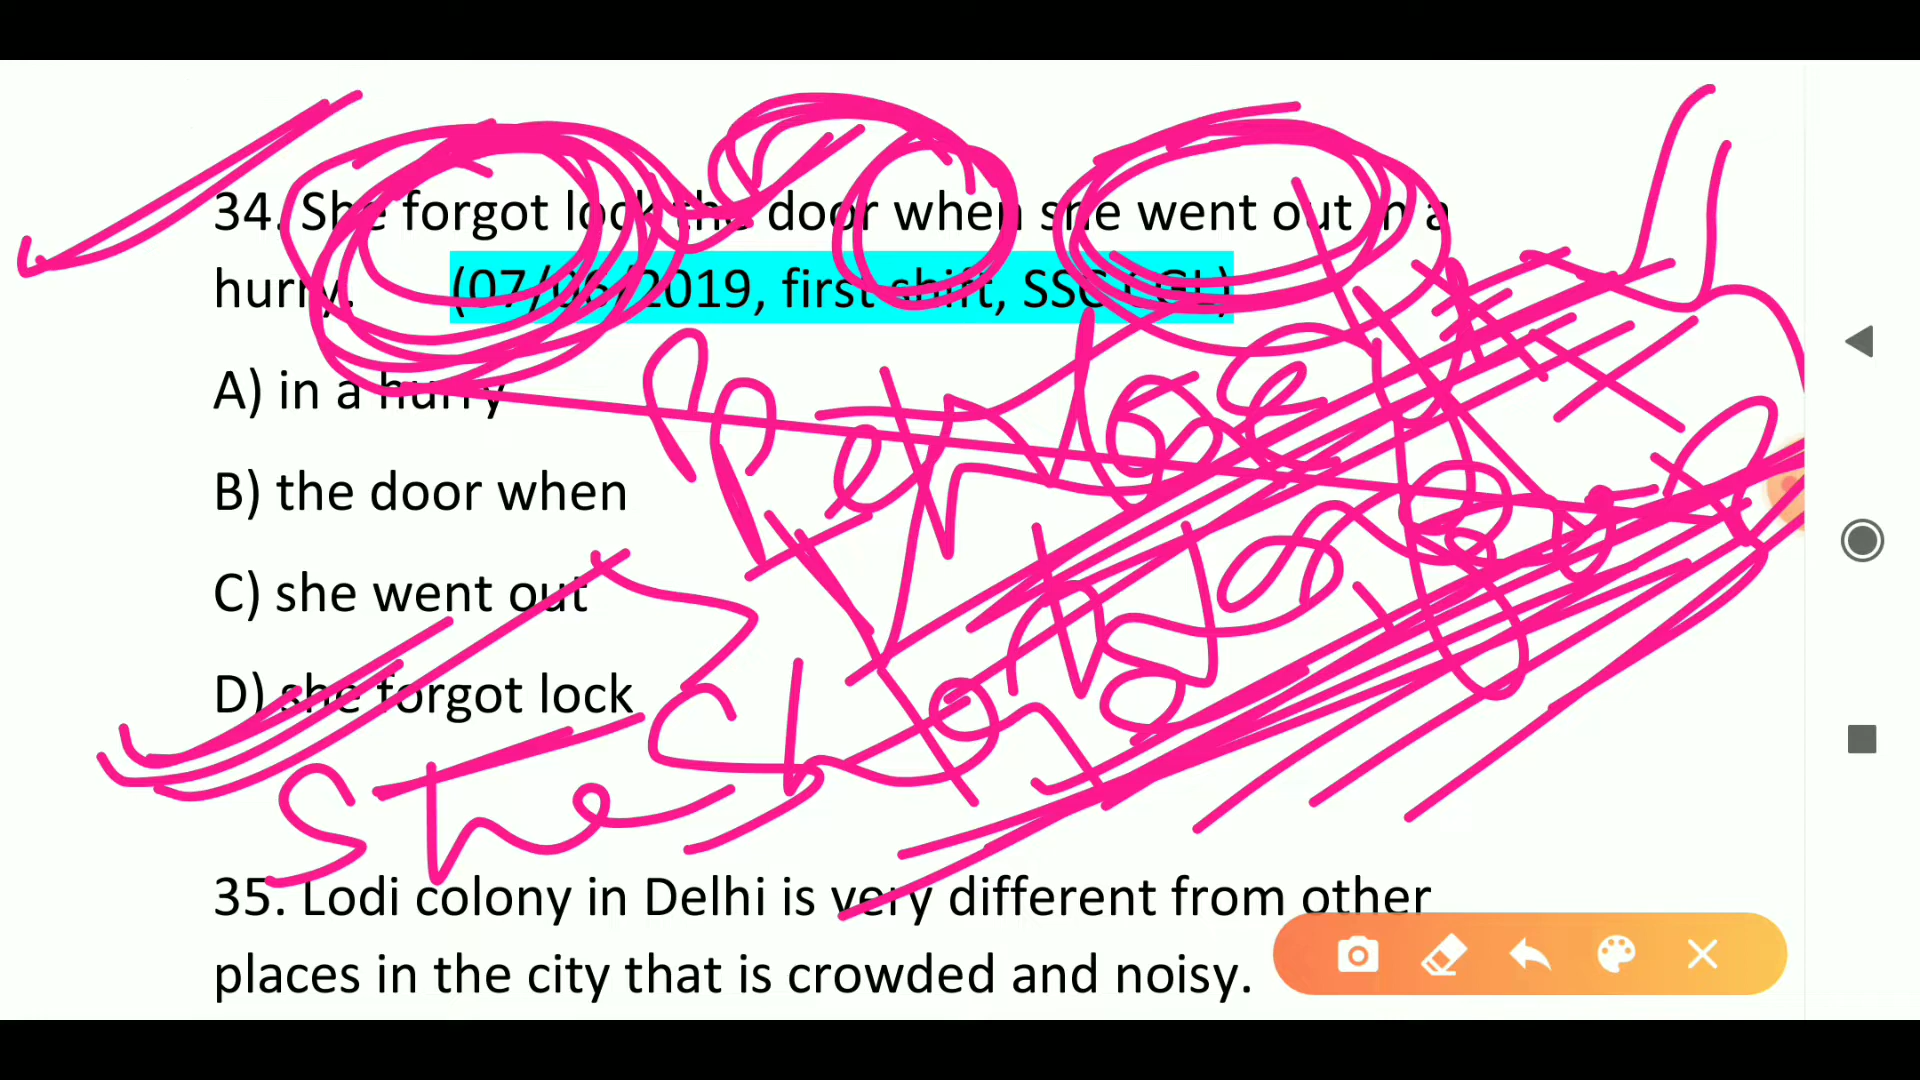 34. She forgot lock the door when she went out in a
hurry. (07/06/2019, first shift, SSC CGL)
A) in a hurry
B) the door when
C) she went out
D) she forgot lock
She
35. Lodi colony in Delhi is very different from other
places in the city that is crowded and noisy.